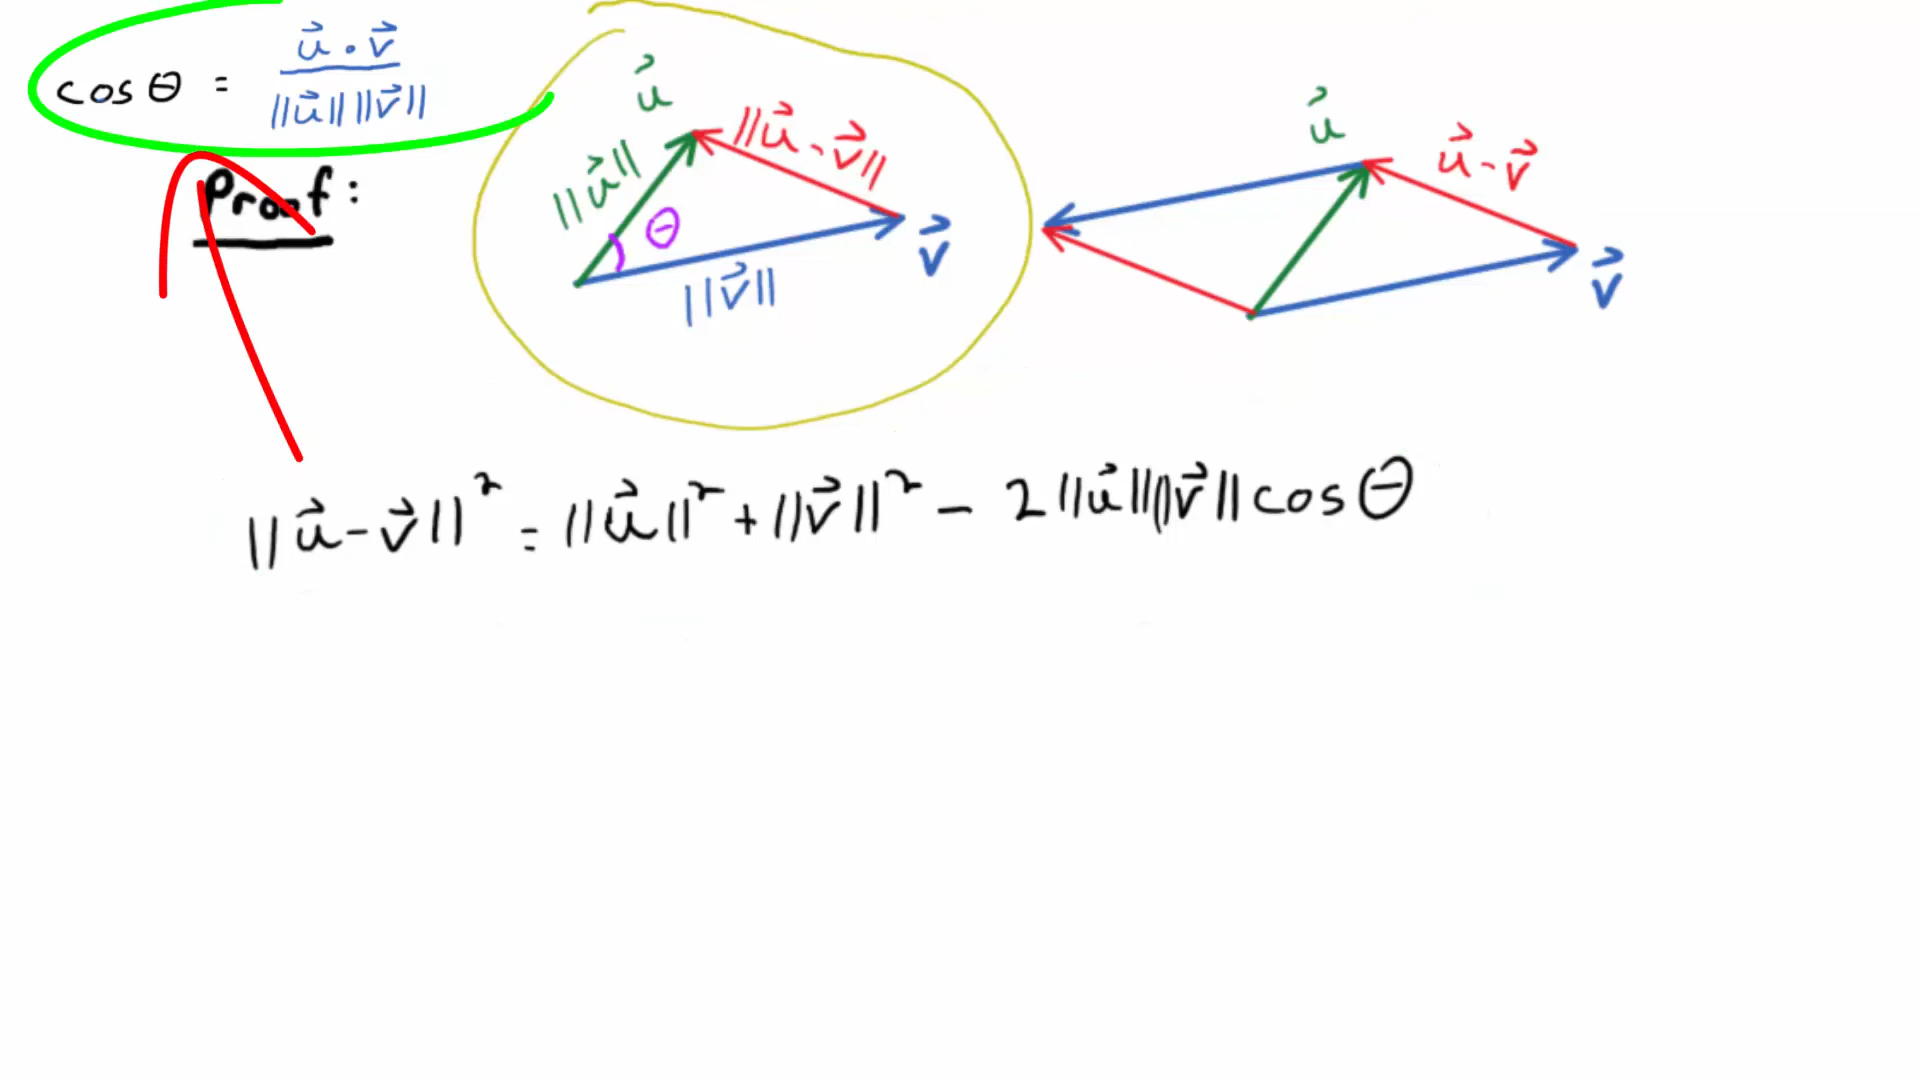 cos θ = u⃗ · v⃗ / ||u⃗|| ||v⃗||
Proof:
u⃗
||u⃗||
||u⃗ - v⃗||
θ
v⃗
||v⃗||
u⃗
u⃗ - v⃗
v⃗
||u⃗ - v⃗||² = ||u⃗||² + ||v⃗||² - 2 ||u⃗|| ||v⃗|| cos θ